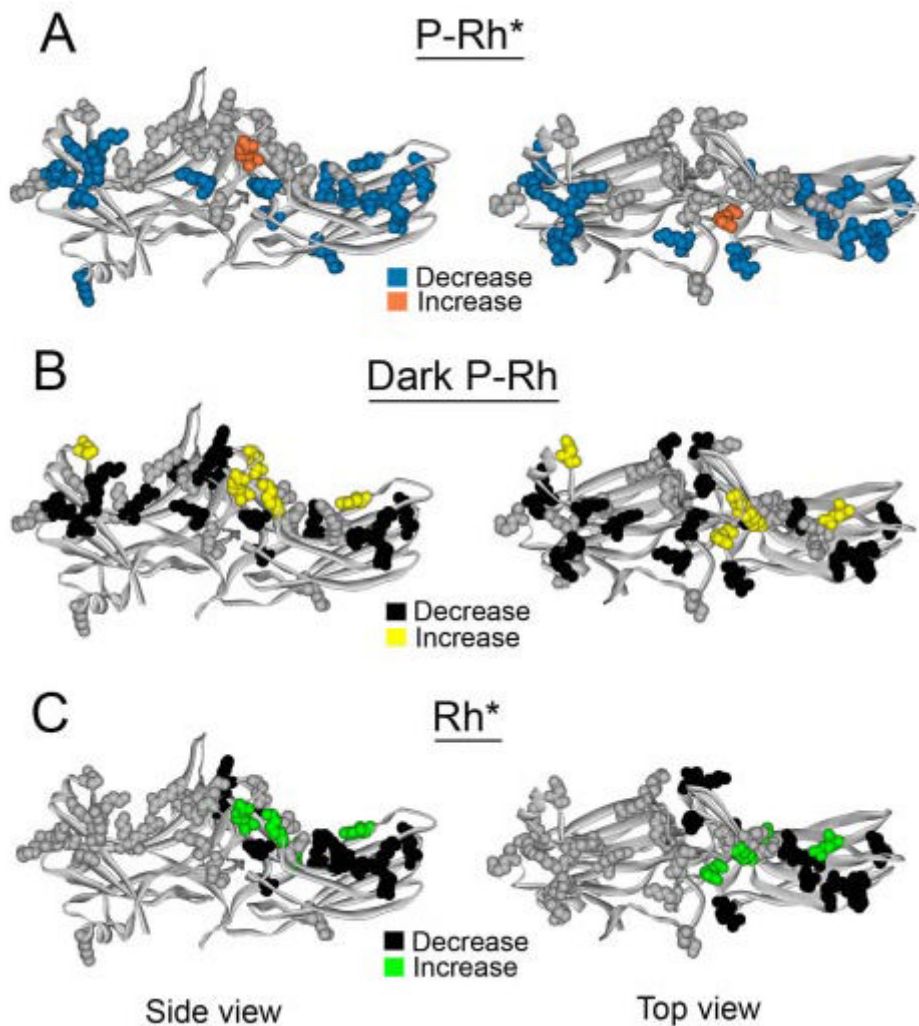 A
P-Rh*
Decrease
Increase
B
Dark P-Rh
Decrease
Increase
C
Rh*
Decrease
Increase
Side view
Top view